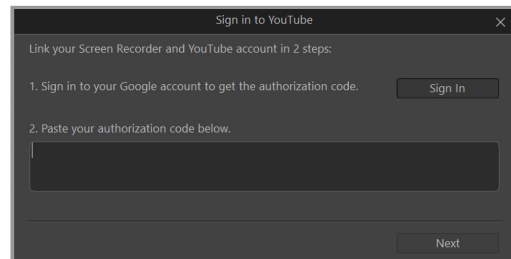 Sign in to YouTube
Link your Screen Recorder and YouTube account in 2 steps:
1. Sign in to your Google account to get the authorization code.
Sign In
2. Paste your authorization code below.
Next